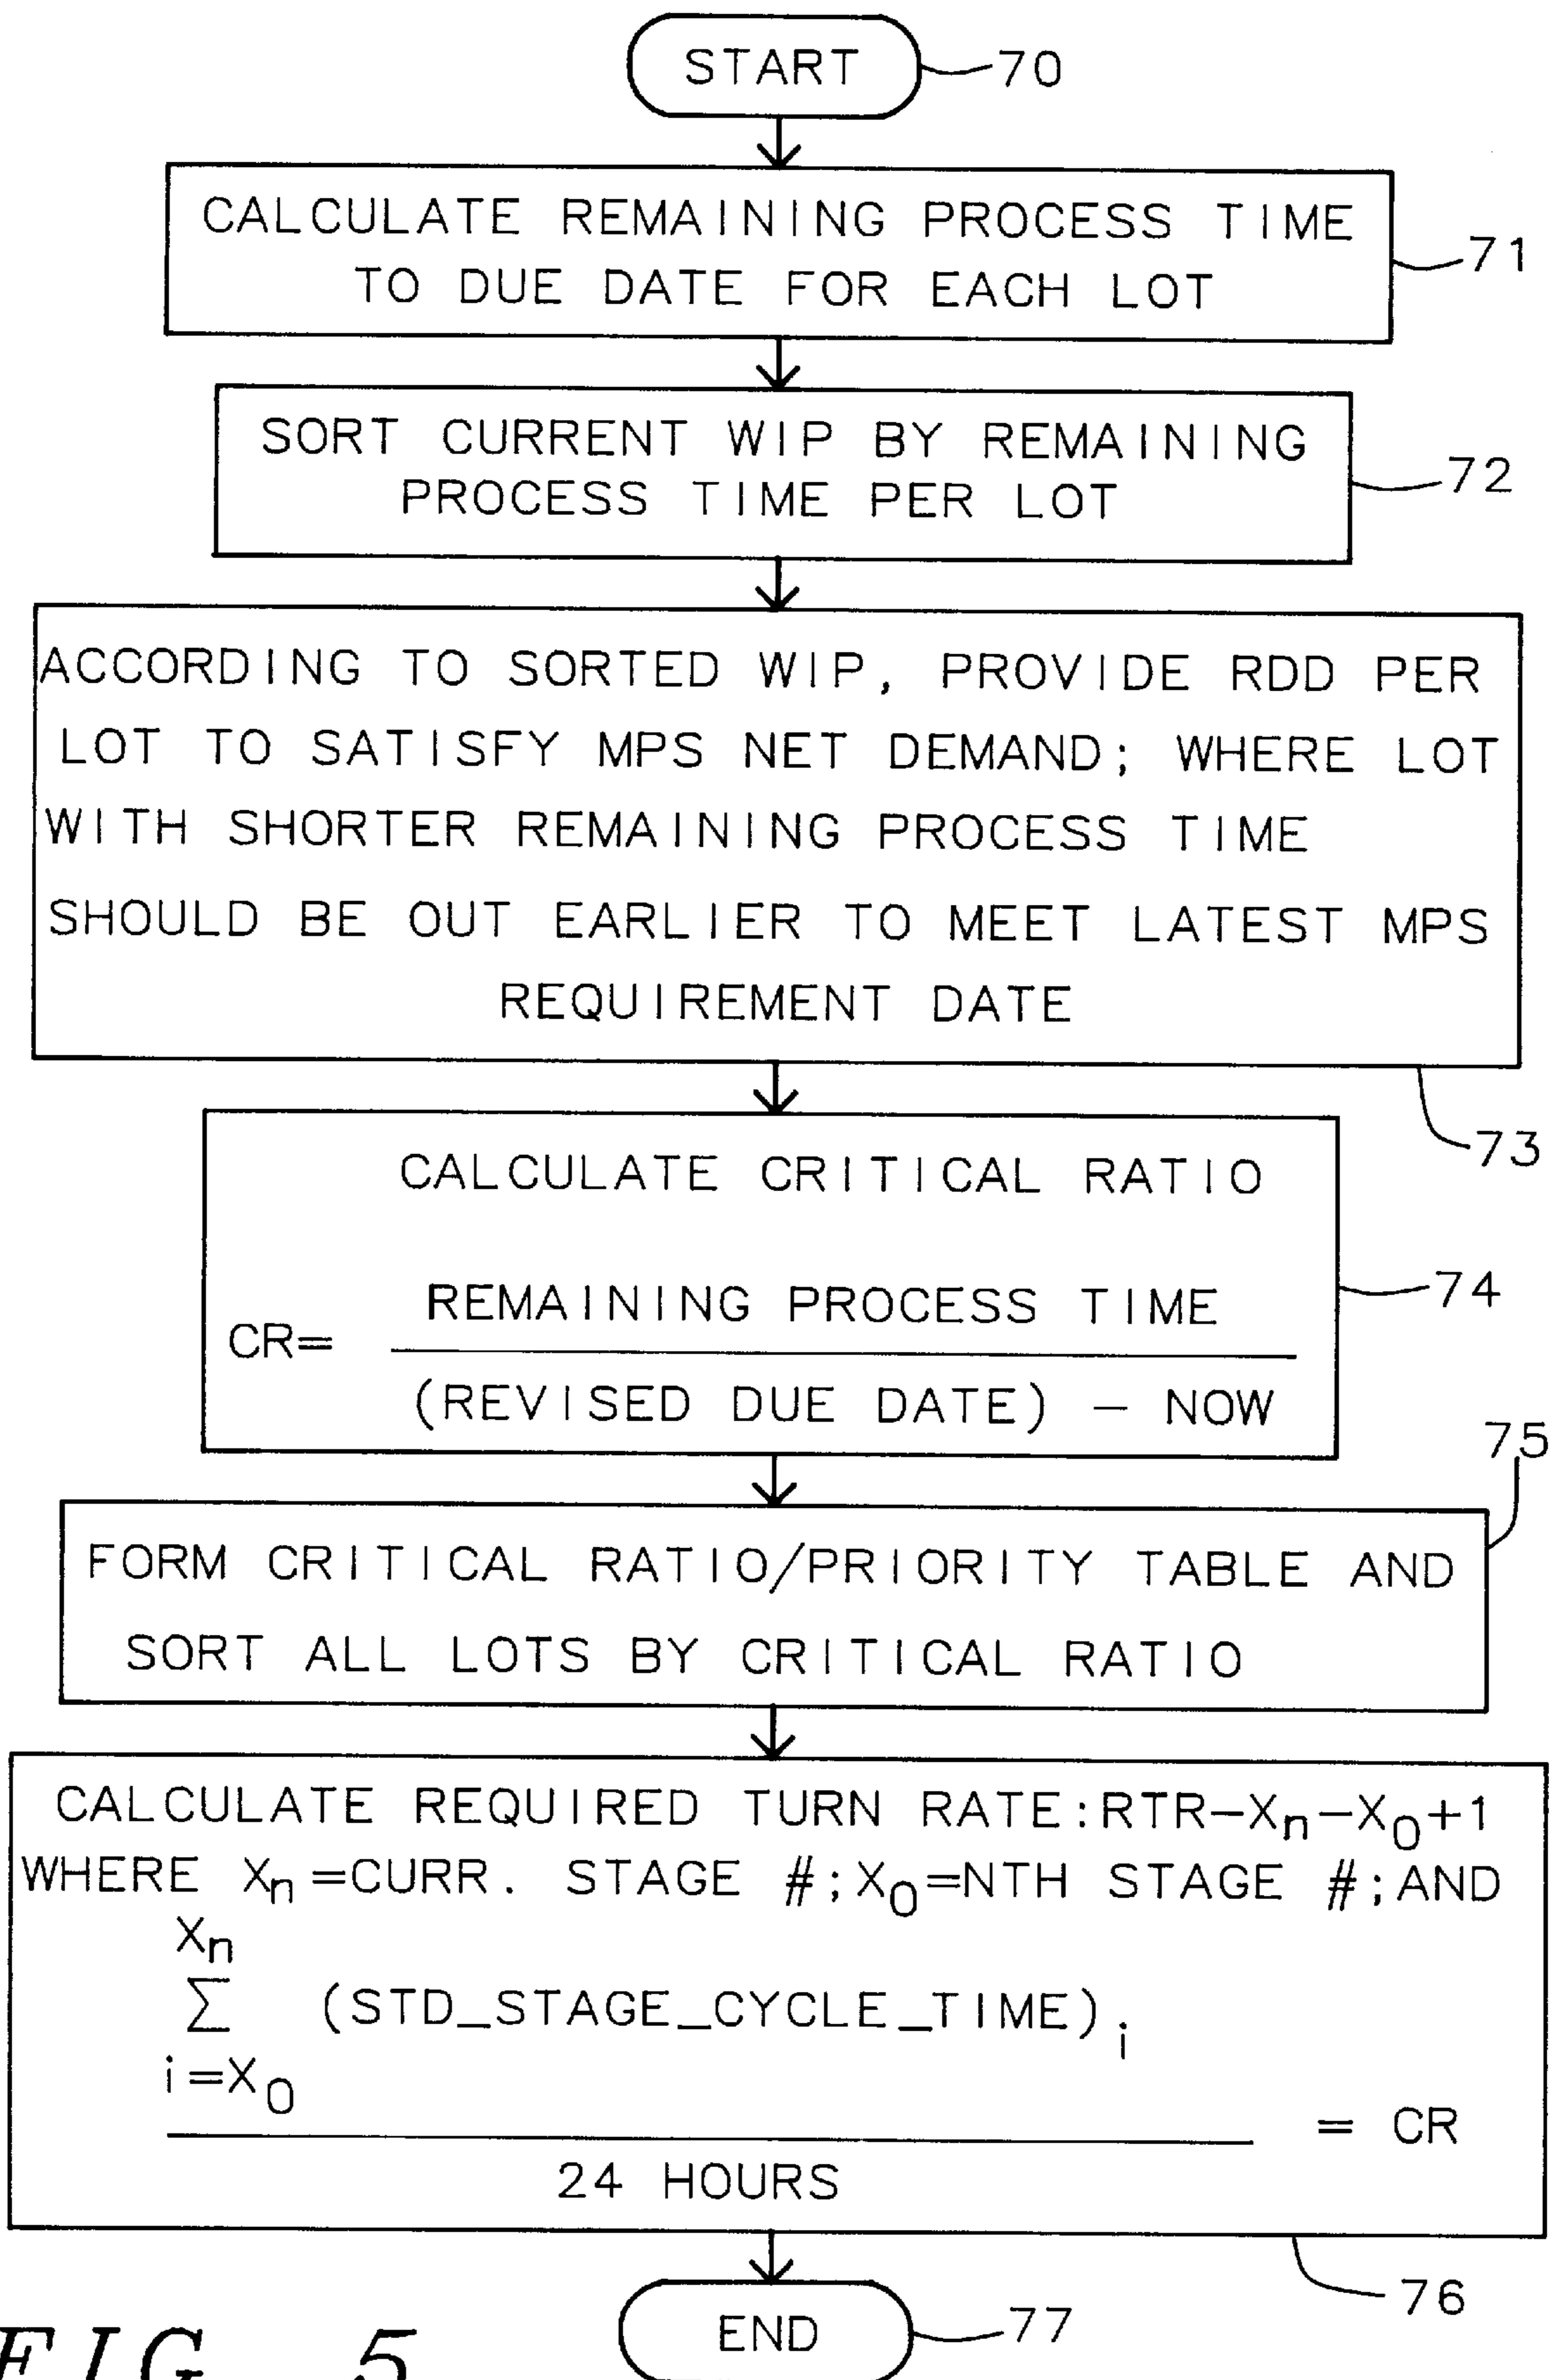 START 70
CALCULATE REMAINING PROCESS TIME
TO DUE DATE FOR EACH LOT
71
SORT CURRENT WIP BY REMAINING
PROCESS TIME PER LOT
72
ACCORDING TO SORTED WIP, PROVIDE RDD PER
LOT TO SATISFY MPS NET DEMAND; WHERE LOT
WITH SHORTER REMAINING PROCESS TIME
SHOULD BE OUT EARLIER TO MEET LATEST MPS
REQUIREMENT DATE
73
CALCULATE CRITICAL RATIO
REMAINING PROCESS TIME
CR=
(REVISED DUE DATE) – NOW
74
75
FORM CRITICAL RATIO/PRIORITY TABLE AND
SORT ALL LOTS BY CRITICAL RATIO
CALCULATE REQUIRED TURN RATE:RTR–Xn–X0+1
WHERE Xn=CURR. STAGE #;X0=NTH STAGE #;AND
Xn
Σ (STD_STAGE_CYCLE_TIME)i
i=X0
= CR
24 HOURS
76
END 77
FIG. 5